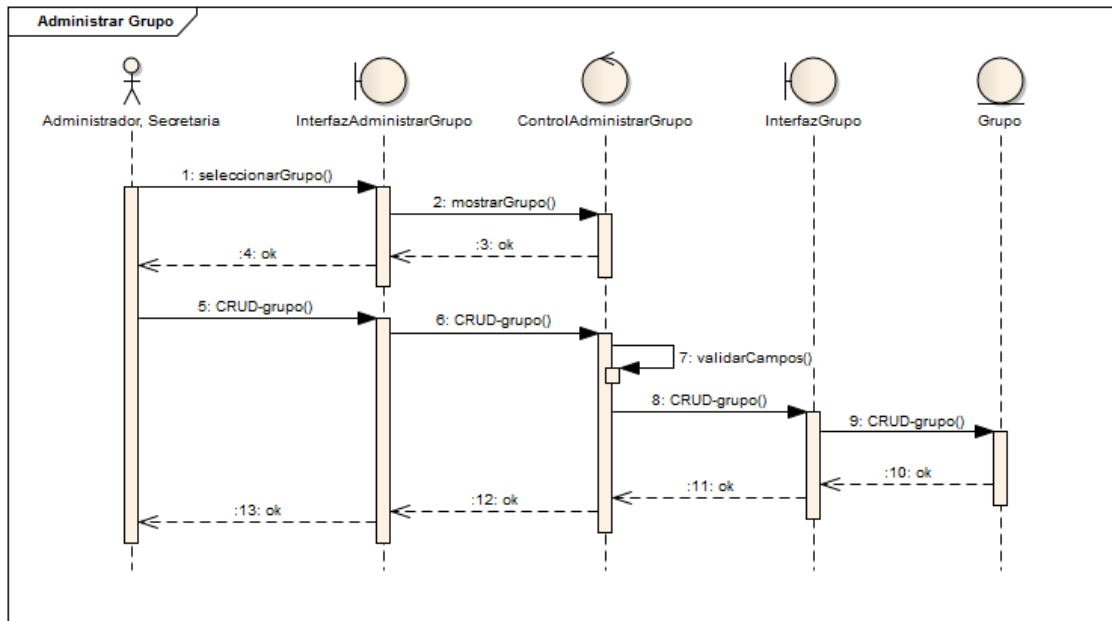 Administrar Grupo
Administrador, Secretaria
InterfazAdministrarGrupo
ControlAdministrarGrupo
InterfazGrupo
Grupo
1: seleccionarGrupo()
2: mostrarGrupo()
:3: ok
:4: ok
5: CRUD-grupo()
6: CRUD-grupo()
7: validarCampos()
8: CRUD-grupo()
9: CRUD-grupo()
:10: ok
:11: ok
:12: ok
:13: ok